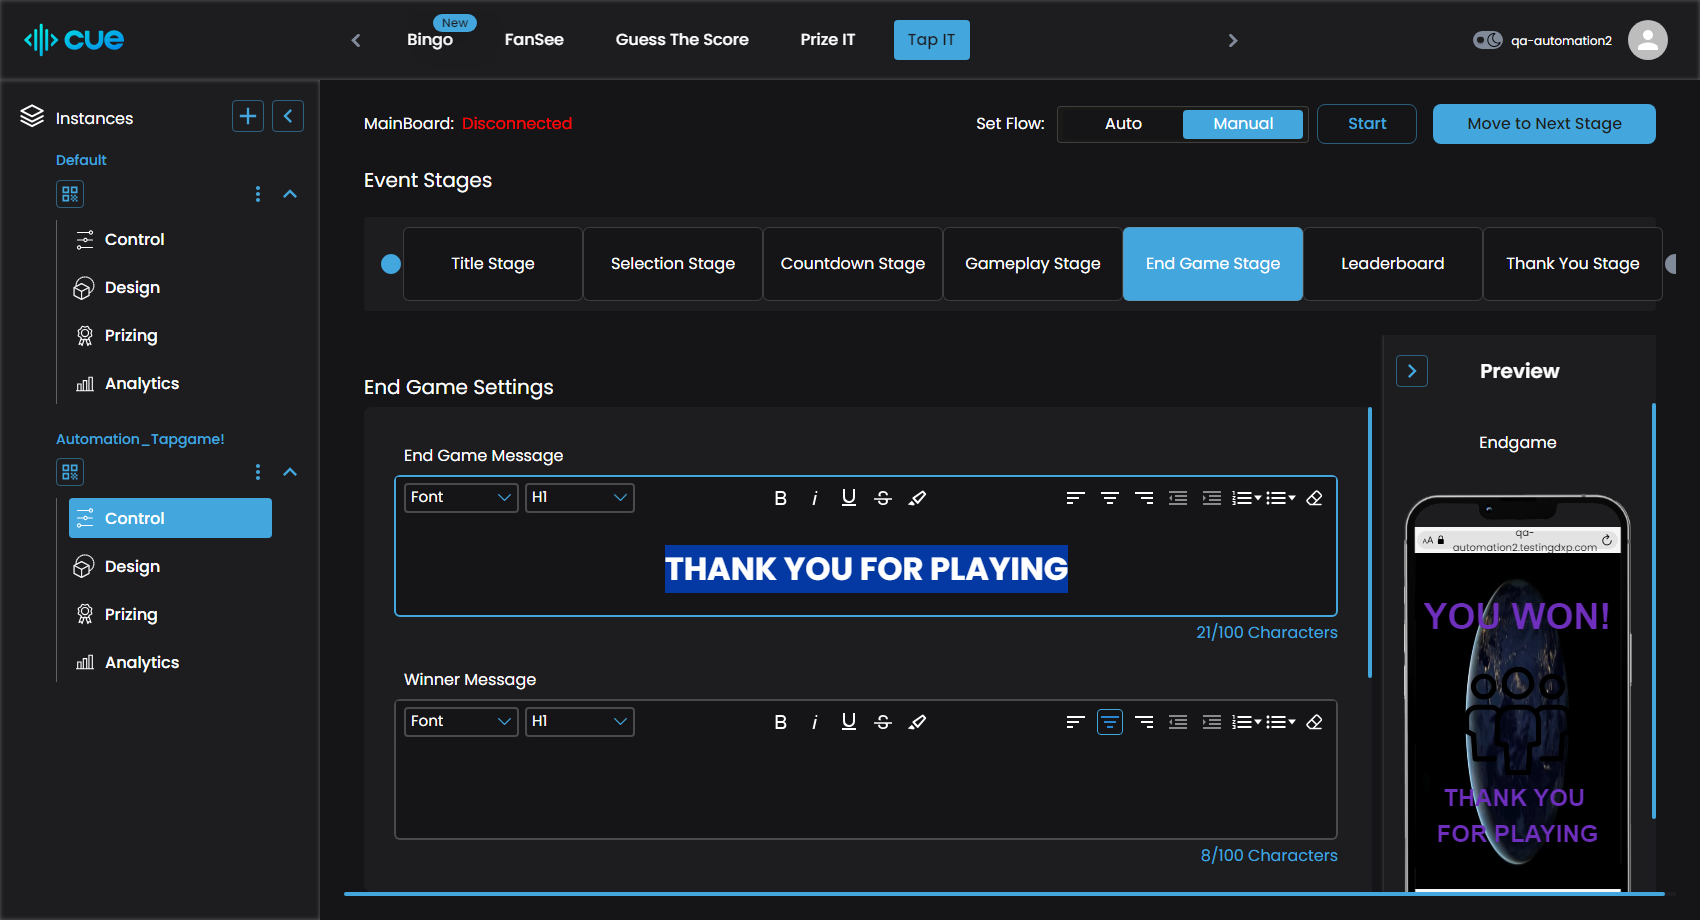 cue
New
Bingo
FanSee
Guess The Score
Prize IT
Tap IT
qa-automation2
Instances
Default
Control
Design
Prizing
Analytics
Automation_Tapgame!
Control
Design
Prizing
Analytics
MainBoard: Disconnected
Set Flow:
Auto
Manual
Start
Move to Next Stage
Event Stages
Title Stage
Selection Stage
Countdown Stage
Gameplay Stage
End Game Stage
Leaderboard
Thank You Stage
End Game Settings
End Game Message
Font
H1
B
i
U
S
THANK YOU FOR PLAYING
21/100 Characters
Winner Message
Font
H1
B
i
U
S
8/100 Characters
Preview
Endgame
AA
qa-
automation2.testingdxp.com
YOU WON!
THANK YOU
FOR PLAYING